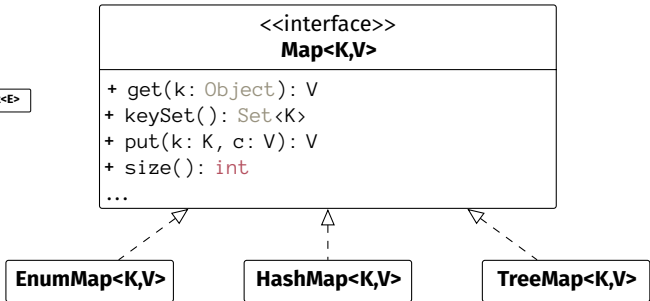 <<interface>>
Map<K,V>
<E>
+ get(k: Object): V
+ keySet(): Set<K>
+ put(k: K, c: V): V
+ size(): int
...
EnumMap<K,V> HashMap<K,V> TreeMap<K,V>